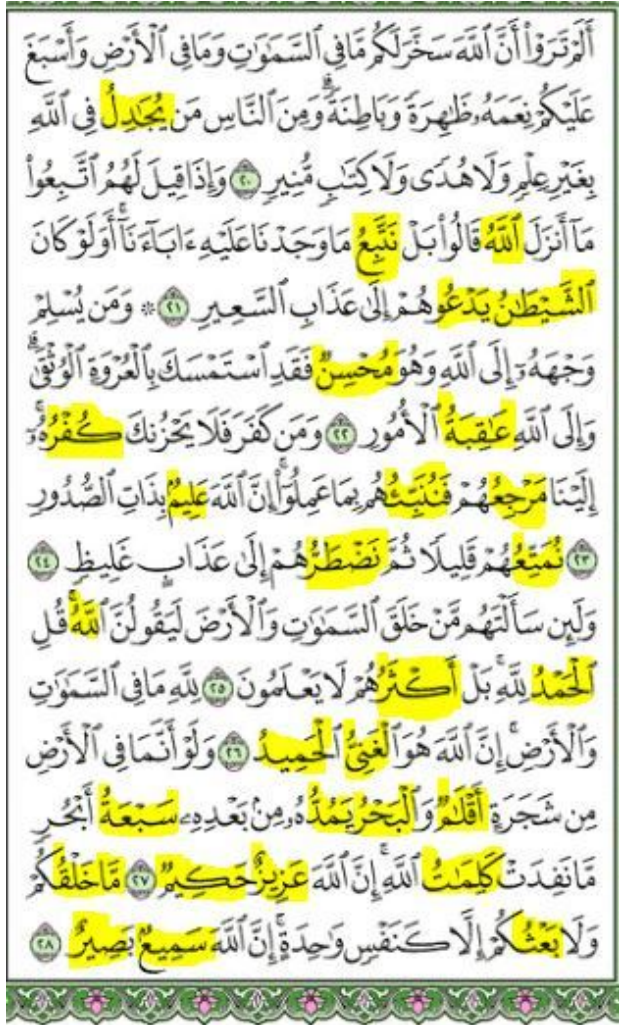 أَلَمْ تَرَوْا۟ أَنَّ ٱللَّهَ سَخَّرَ لَكُم مَّا فِى ٱلسَّمَـٰوَٰتِ وَمَا فِى ٱلْأَرْضِ وَأَسْبَغَ
عَلَيْكُمْ نِعَمَهُۥ ظَـٰهِرَةً وَبَاطِنَةً ۗ وَمِنَ ٱلنَّاسِ مَن يُجَـٰدِلُ فِى ٱللَّهِ
بِغَيْرِ عِلْمٍ وَلَا هُدًى وَلَا كِتَـٰبٍ مُّنِيرٍ ٢٠ وَإِذَا قِيلَ لَهُمُ ٱتَّبِعُوا۟
مَآ أَنزَلَ ٱللَّهُ قَالُوا۟ بَلْ نَتَّبِعُ مَا وَجَدْنَا عَلَيْهِ ءَابَآءَنَآ ۚ أَوَلَوْ كَانَ
ٱلشَّيْطَـٰنُ يَدْعُوهُمْ إِلَىٰ عَذَابِ ٱلسَّعِيرِ ٢١ ۞ وَمَن يُسْلِمْ
وَجْهَهُۥٓ إِلَى ٱللَّهِ وَهُوَ مُحْسِنٌ فَقَدِ ٱسْتَمْسَكَ بِٱلْعُرْوَةِ ٱلْوُثْقَىٰ ۗ
وَإِلَى ٱللَّهِ عَـٰقِبَةُ ٱلْأُمُورِ ٢٢ وَمَن كَفَرَ فَلَا يَحْزُنكَ كُفْرُهُۥٓ ۚ
إِلَيْنَا مَرْجِعُهُمْ فَنُنَبِّئُهُم بِمَا عَمِلُوٓا۟ ۚ إِنَّ ٱللَّهَ عَلِيمٌۢ بِذَاتِ ٱلصُّدُورِ
٢٣ نُمَتِّعُهُمْ قَلِيلًا ثُمَّ نَضْطَرُّهُمْ إِلَىٰ عَذَابٍ غَلِيظٍ ٢٤
وَلَئِن سَأَلْتَهُم مَّنْ خَلَقَ ٱلسَّمَـٰوَٰتِ وَٱلْأَرْضَ لَيَقُولُنَّ ٱللَّهُ ۚ قُلِ
ٱلْحَمْدُ لِلَّهِ ۚ بَلْ أَكْثَرُهُمْ لَا يَعْلَمُونَ ٢٥ لِلَّهِ مَا فِى ٱلسَّمَـٰوَٰتِ
وَٱلْأَرْضِ ۚ إِنَّ ٱللَّهَ هُوَ ٱلْغَنِىُّ ٱلْحَمِيدُ ٢٦ وَلَوْ أَنَّمَا فِى ٱلْأَرْضِ
مِن شَجَرَةٍ أَقْلَـٰمٌ وَٱلْبَحْرُ يَمُدُّهُۥ مِنۢ بَعْدِهِۦ سَبْعَةُ أَبْحُرٍ
مَّا نَفِدَتْ كَلِمَـٰتُ ٱللَّهِ ۗ إِنَّ ٱللَّهَ عَزِيزٌ حَكِيمٌ ٢٧ مَّا خَلْقُكُمْ
وَلَا بَعْثُكُمْ إِلَّا كَنَفْسٍ وَٰحِدَةٍ ۗ إِنَّ ٱللَّهَ سَمِيعٌۢ بَصِيرٌ ٢٨